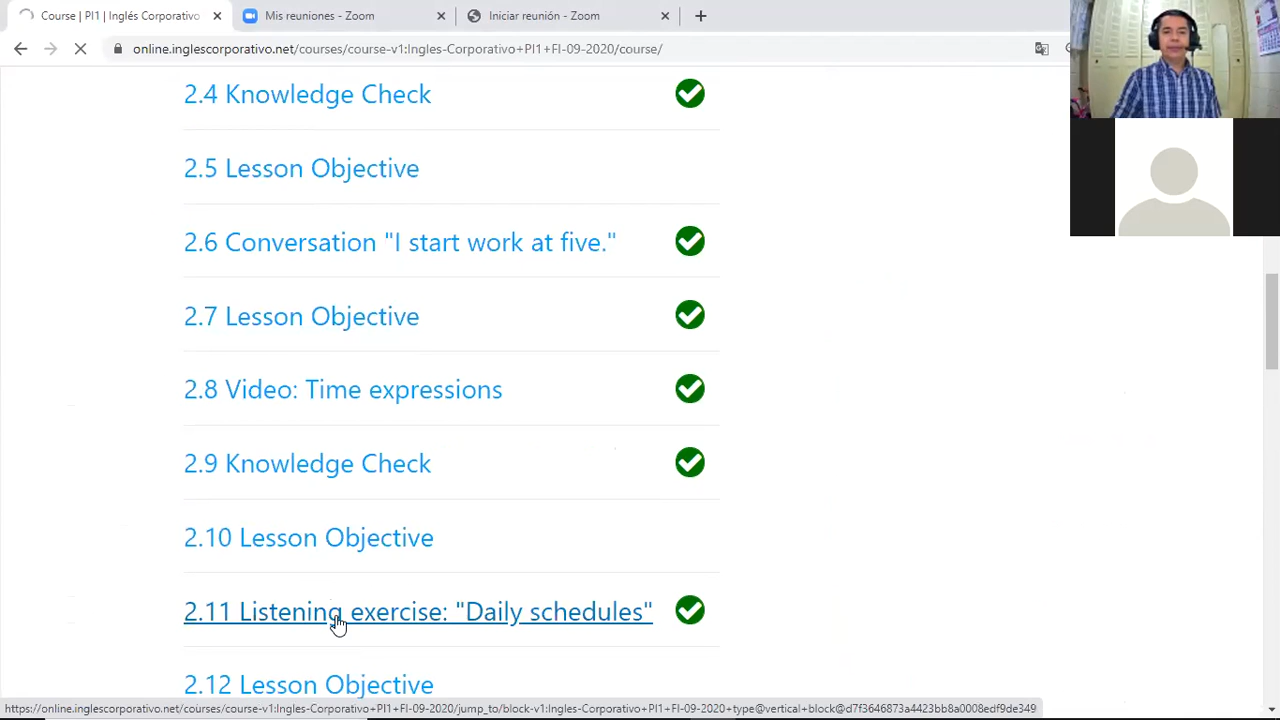 Course | PI1 | Inglés Corporativo
Mis reuniones - Zoom
Iniciar reunión - Zoom
online.inglescorporativo.net/courses/course-v1:Ingles-Corporativo+PI1+FI-09-2020/course/
2.4 Knowledge Check
2.5 Lesson Objective
2.6 Conversation "I start work at five."
2.7 Lesson Objective
2.8 Video: Time expressions
2.9 Knowledge Check
2.10 Lesson Objective
2.11 Listening exercise: "Daily schedules"
2.12 Lesson Objective
https://online.inglescorporativo.net/courses/course-v1:Ingles-Corporativo+PI1+FI-09-2020/jump_to/block-v1:Ingles-Corporativo+PI1+FI-09-2020+type@vertical+block@d7f3646873a4423bb8a0008edf9de349